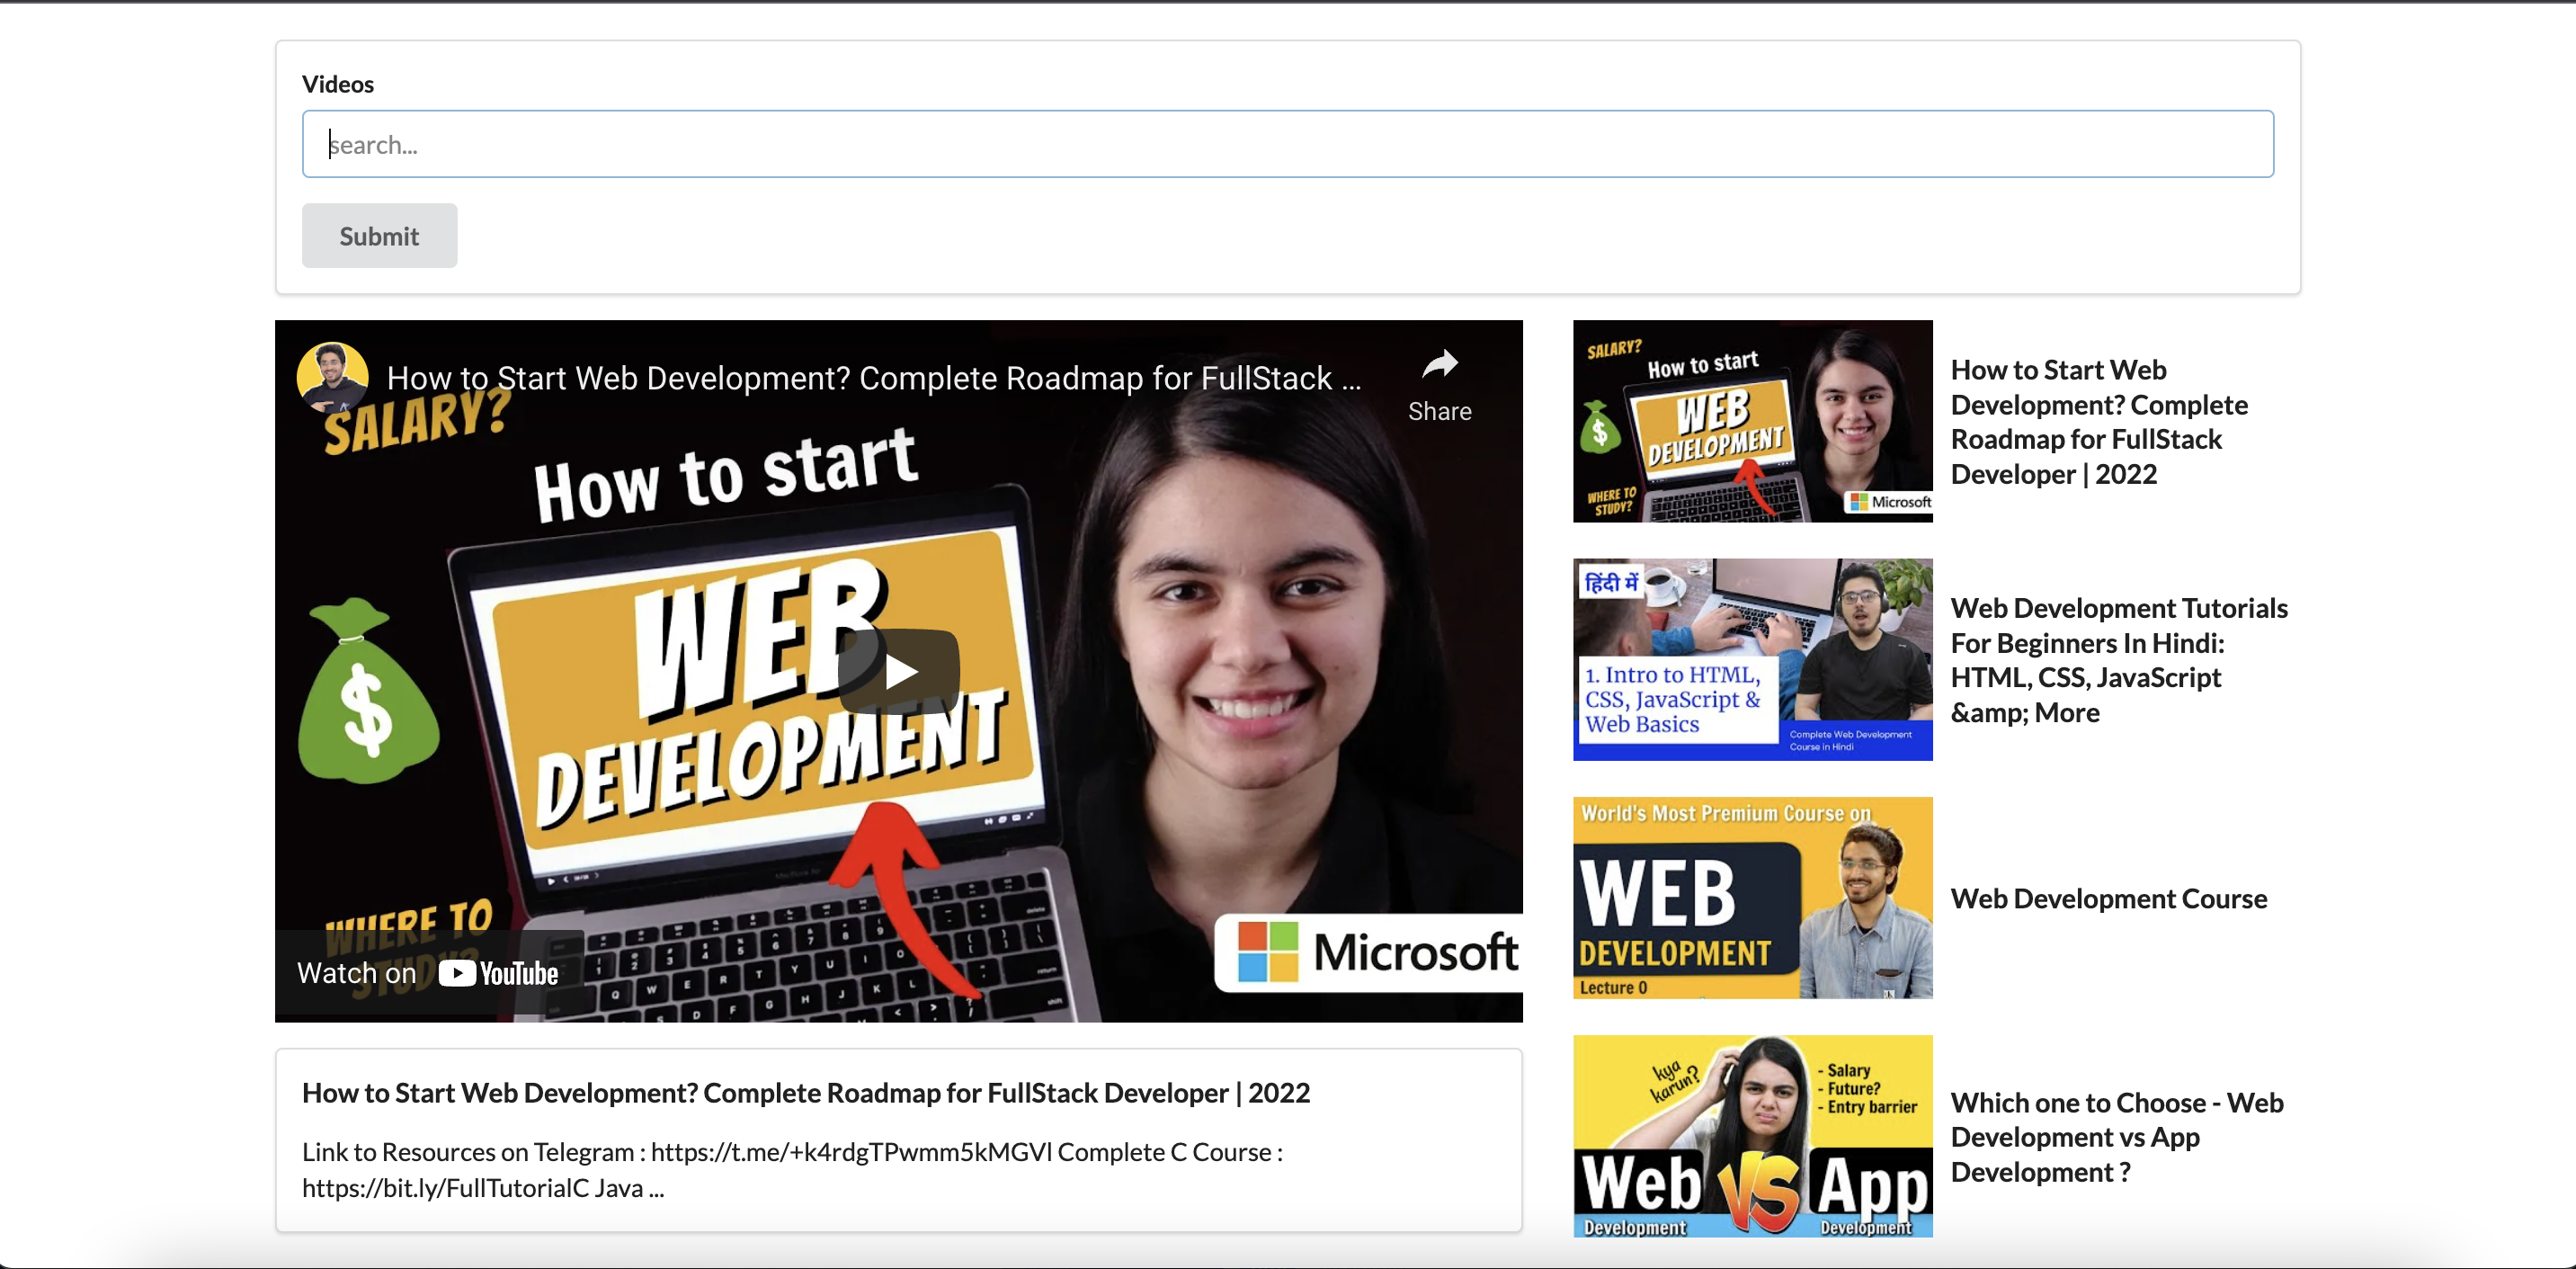 Videos
search...
Submit
How to Start Web Development? Complete Roadmap for FullStack ...
Share
SALARY?
How to start
WEB
DEVELOPMENT
WHERE TO
STUDY?
Microsoft
Watch on YouTube
How to Start Web Development? Complete Roadmap for FullStack Developer | 2022
Link to Resources on Telegram : https://t.me/+k4rdgTPwmm5kMGVl Complete C Course :
https://bit.ly/FullTutorialC Java ...
SALARY?
How to start
WEB
DEVELOPMENT
WHERE TO
STUDY?
Microsoft
How to Start Web
Development? Complete
Roadmap for FullStack
Developer | 2022
हिंदी में
1. Intro to HTML,
CSS, JavaScript &
Web Basics
Complete Web Development
Course in Hindi
Web Development Tutorials
For Beginners In Hindi:
HTML, CSS, JavaScript
&amp; More
World's Most Premium Course on
WEB
DEVELOPMENT
Lecture 0
Web Development Course
kya
karun?
- Salary
- Future?
- Entry barrier
Web VS App
Development Development
Which one to Choose - Web
Development vs App
Development ?